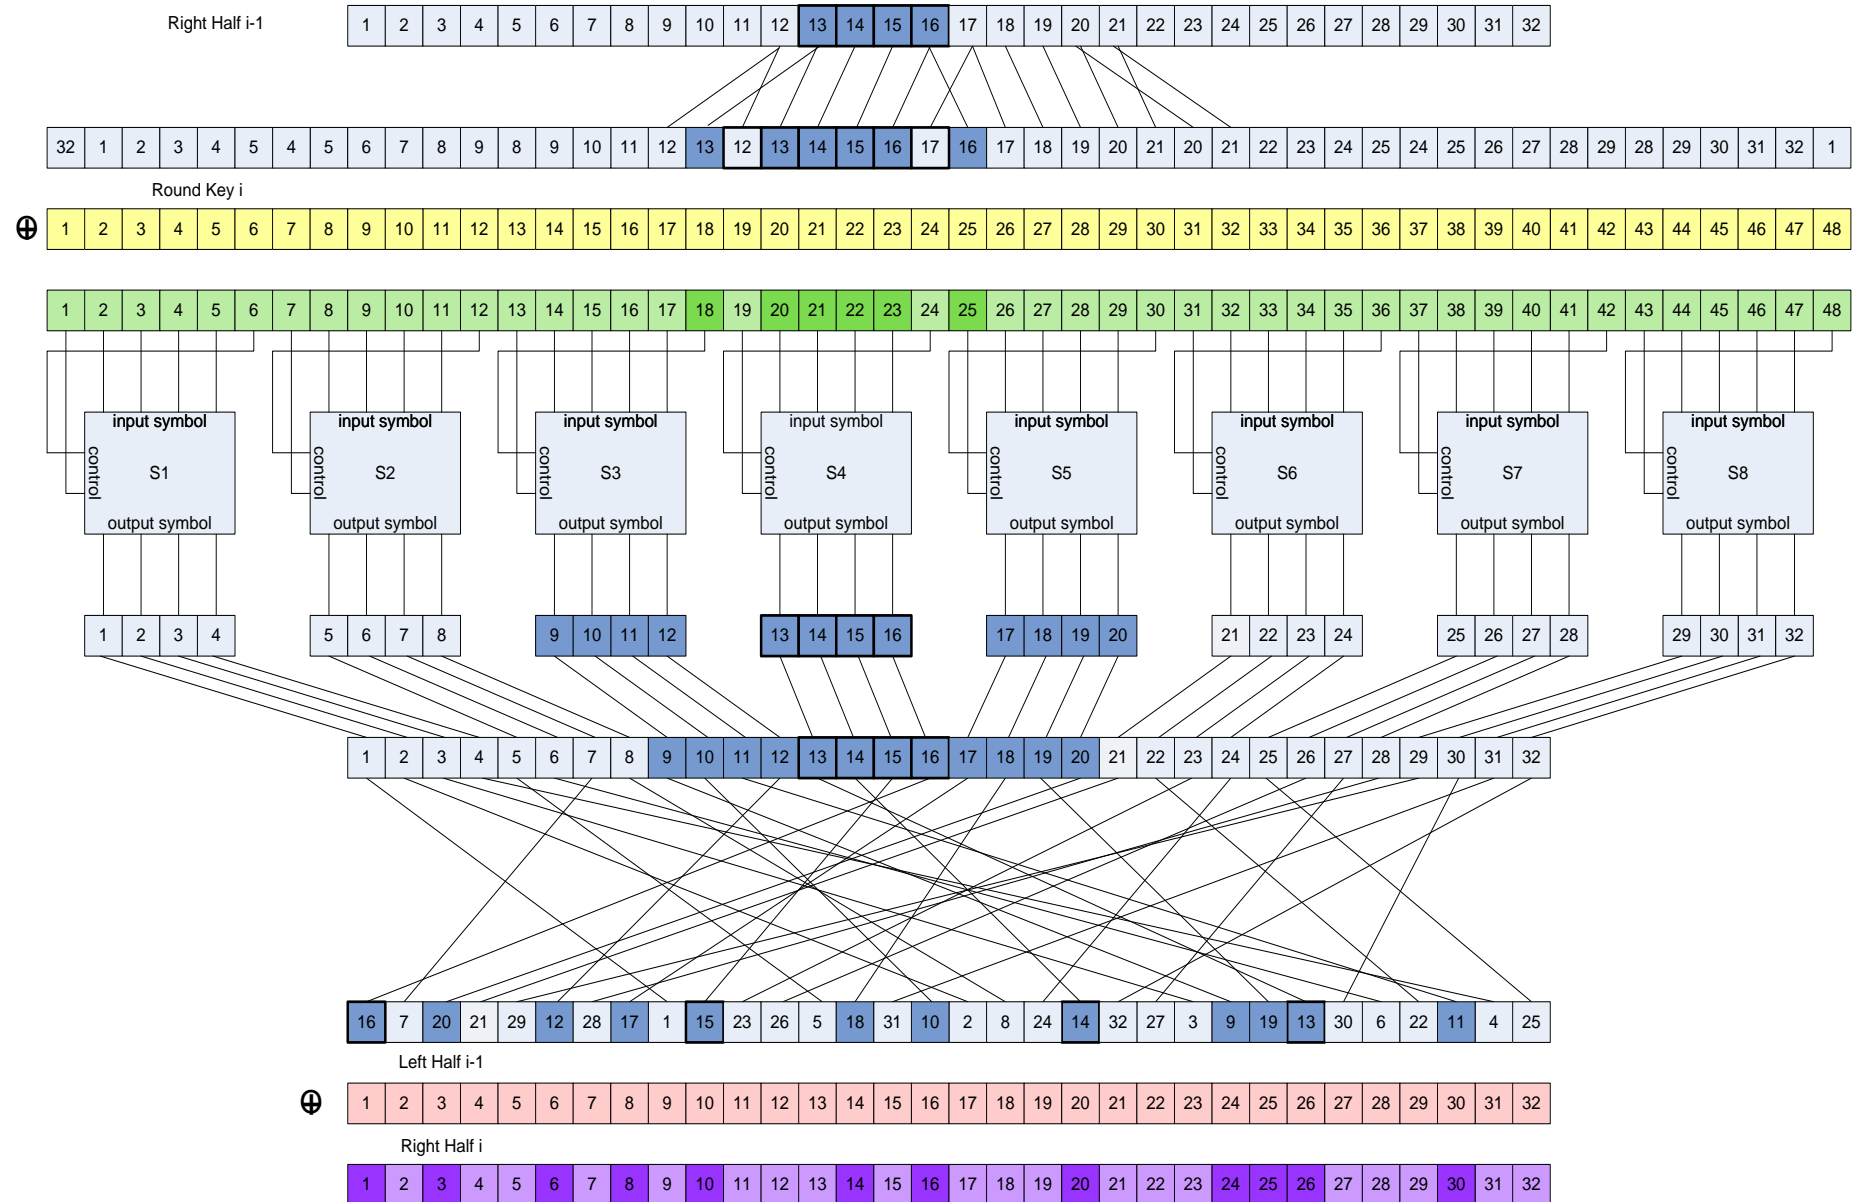 Right Half i-1 1 2 3 4 5 6 7 8 9 10 11 12 13 14 15 16 17 18 19 20 21 22 23 24 25 26 27 28 29 30 31 32
32 1 2 3 4 5 4 5 6 7 8 9 8 9 10 11 12 13 12 13 14 15 16 17 16 17 18 19 20 21 20 21 22 23 24 25 24 25 26 27 28 29 28 29 30 31 32 1
Round Key i
1 2 3 4 5 6 7 8 9 10 11 12 13 14 15 16 17 18 19 20 21 22 23 24 25 26 27 28 29 30 31 32 33 34 35 36 37 38 39 40 41 42 43 44 45 46 47 48
1 2 3 4 5 6 7 8 9 10 11 12 13 14 15 16 17 18 19 20 21 22 23 24 25 26 27 28 29 30 31 32 33 34 35 36 37 38 39 40 41 42 43 44 45 46 47 48
input symbol input symbol input symbol input symbol input symbol input symbol input symbol input symbol
control S1 control S2 control S3 control S4 control S5 control S6 control S7 control S8
output symbol output symbol output symbol output symbol output symbol output symbol output symbol output symbol
1 2 3 4 5 6 7 8 9 10 11 12 13 14 15 16 17 18 19 20 21 22 23 24 25 26 27 28 29 30 31 32
1 2 3 4 5 6 7 8 9 10 11 12 13 14 15 16 17 18 19 20 21 22 23 24 25 26 27 28 29 30 31 32
16 7 20 21 29 12 28 17 1 15 23 26 5 18 31 10 2 8 24 14 32 27 3 9 19 13 30 6 22 11 4 25
Left Half i-1
1 2 3 4 5 6 7 8 9 10 11 12 13 14 15 16 17 18 19 20 21 22 23 24 25 26 27 28 29 30 31 32
Right Half i
1 2 3 4 5 6 7 8 9 10 11 12 13 14 15 16 17 18 19 20 21 22 23 24 25 26 27 28 29 30 31 32